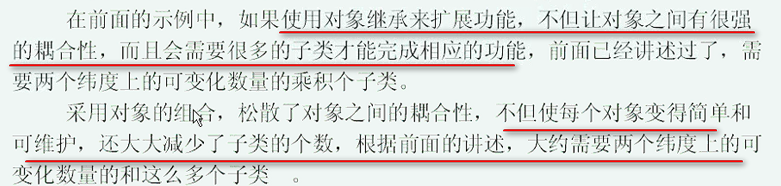 在前面的示例中，如果使用对象继承来扩展功能，不但让对象之间有很强
的耦合性，而且会需要很多的子类才能完成相应的功能，前面已经讲述过了，需
要两个纬度上的可变化数量的乘积个子类。
采用对象的组合，松散了对象之间的耦合性，不但使每个对象变得简单和
可维护，还大大减少了子类的个数，根据前面的讲述，大约需要两个纬度上的可
变化数量的和这么多个子类 。